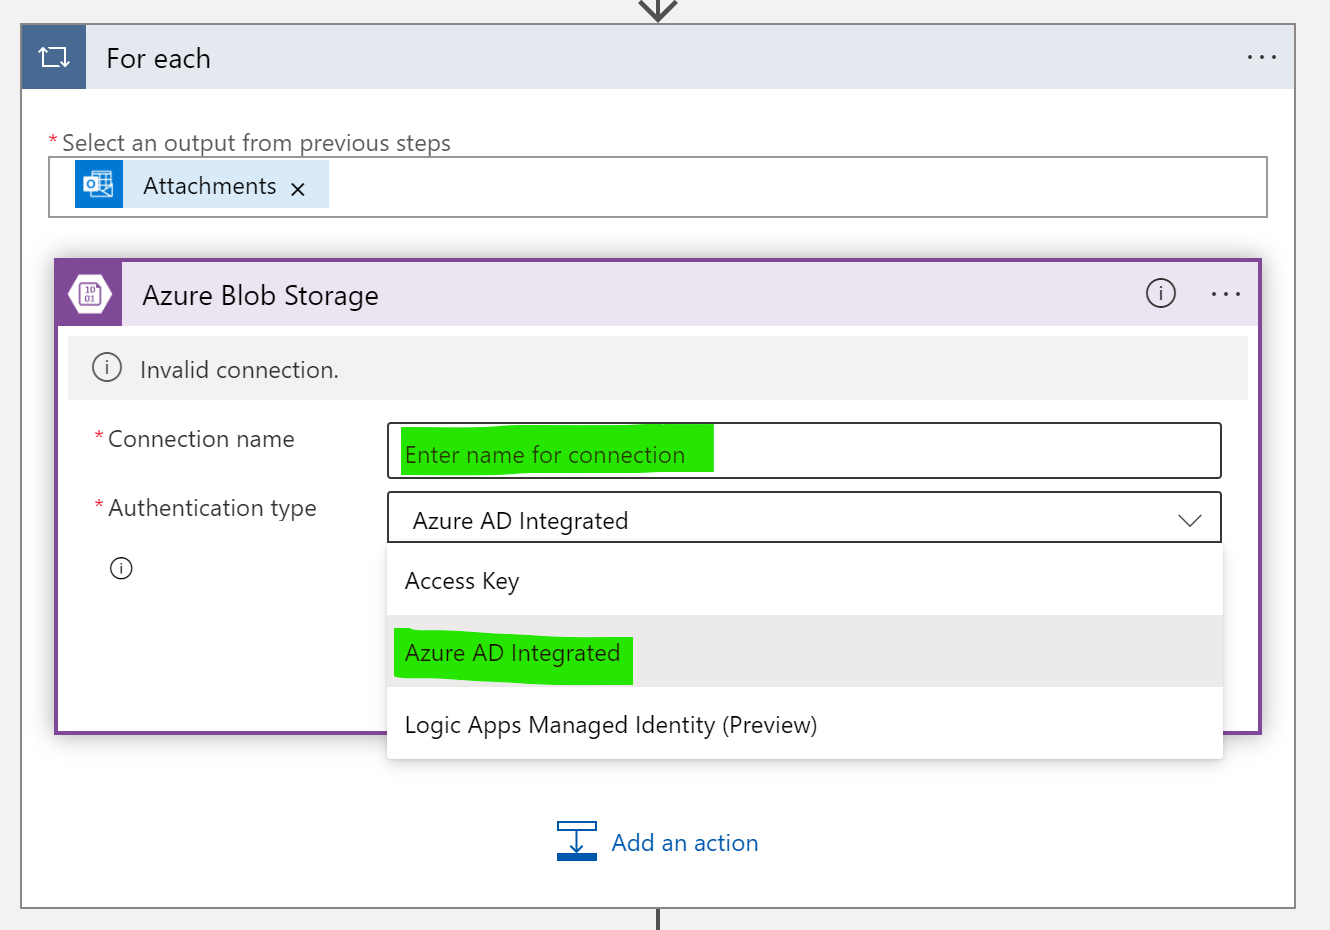 For each
...
* Select an output from previous steps
Attachments ×
10
01
Azure Blob Storage
...
Invalid connection.
* Connection name
Enter name for connection
* Authentication type
Azure AD Integrated
Access Key
Azure AD Integrated
Logic Apps Managed Identity (Preview)
Add an action